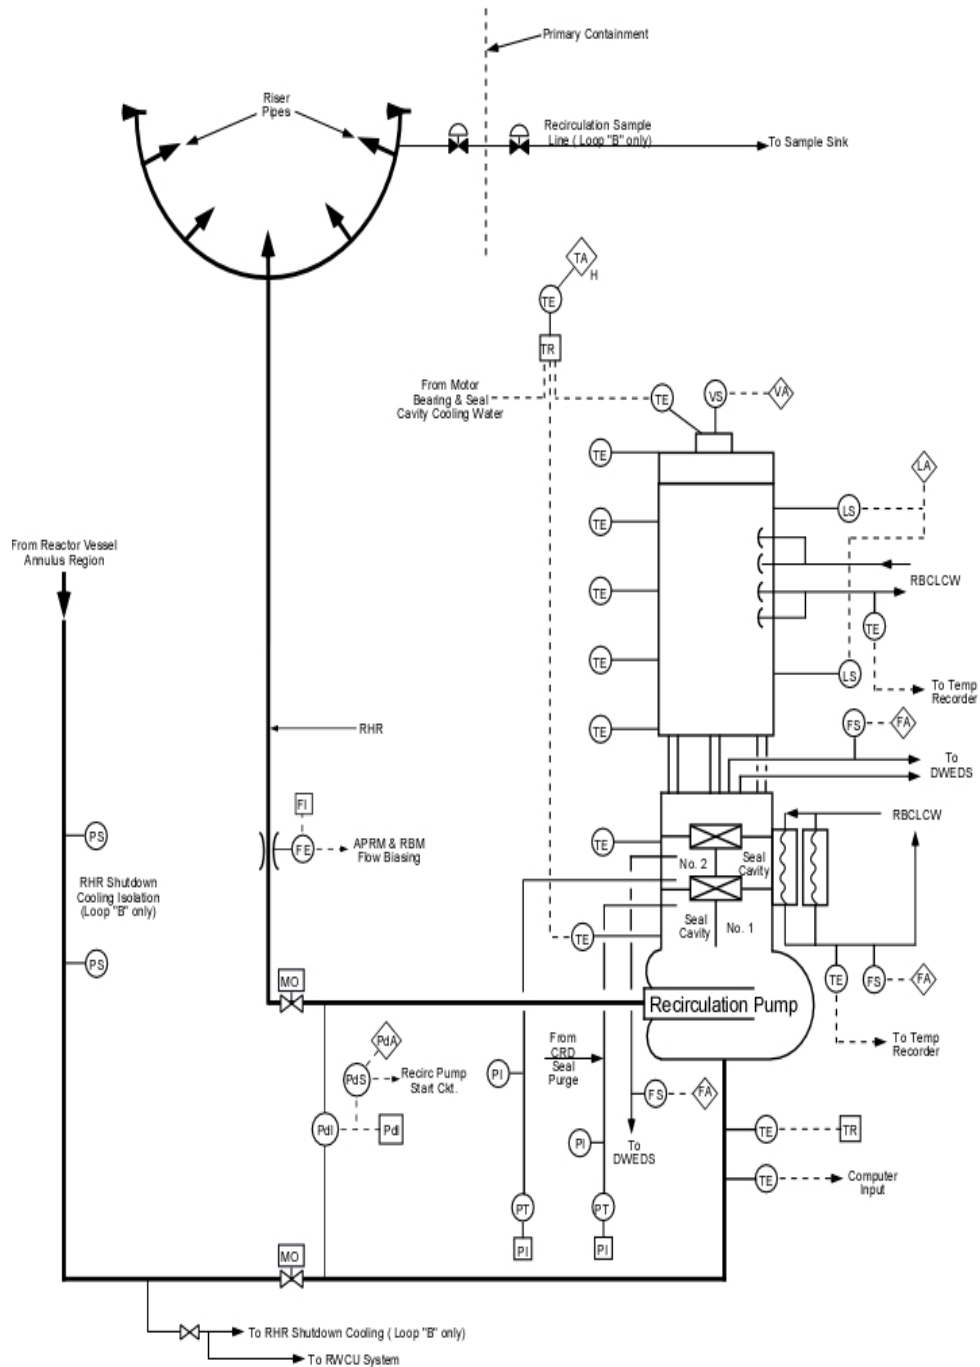 Primary Containment
Riser
Pipes
Recirculation Sample
Line ( Loop "B" only)
To Sample Sink
TA
H
TE
TR
From Motor
Bearing & Seal
Cavity Cooling Water
TE
VS
VA
TE
LA
TE
LS
From Reactor Vessel
Annulus Region
RBCLCW
TE
TE
TE
LS
To Temp
Recorder
FS
FA
RHR
TE
To
DWEDS
FI
RBCLCW
PS
FE
APRM & RBM
Flow Biasing
TE
No. 2
Seal
Cavity
RHR Shutdown
Cooling Isolation
(Loop "B" only)
Seal
Cavity
No. 1
TE
PS
MO
TE
FS
FA
Recirculation Pump
PdA
From
CRD
Seal
Purge
To Temp
Recorder
PdS
Recirc Pump
Start Ckt.
PI
FS
FA
PdI
PdI
PI
To
DWEDS
TE
TR
TE
Computer
Input
PT
PT
MO
PI
PI
To RHR Shutdown Cooling ( Loop "B" only)
To RWCU System